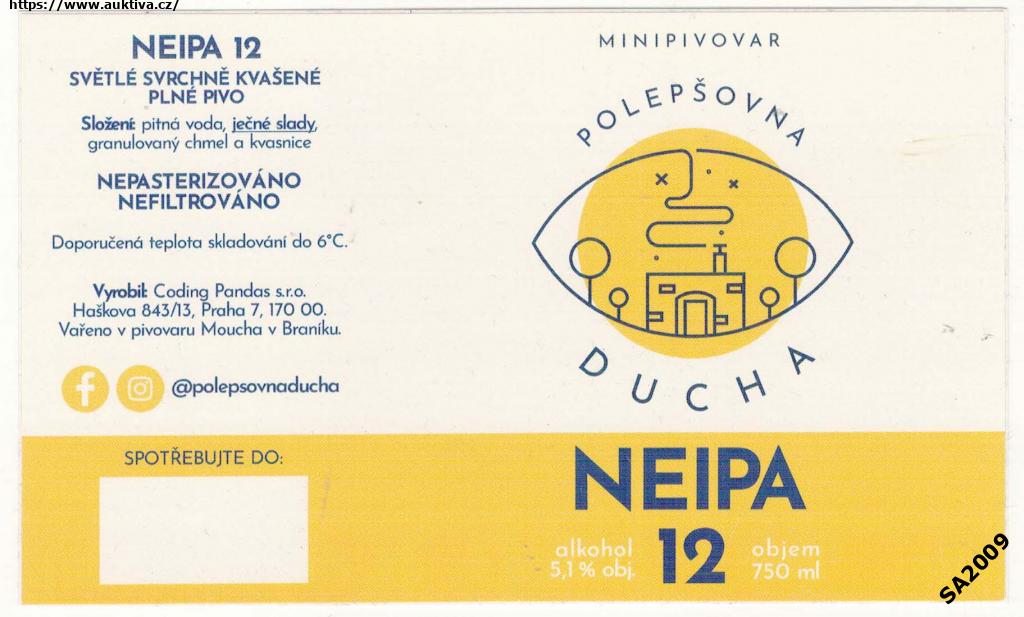 https://www.auktiva.cz/
NEIPA 12
SVĚTLÉ SVRCHNĚ KVAŠENÉ
PLNÉ PIVO
Složení: pitná voda, ječné slady,
granulovaný chmel a kvasnice
NEPASTERIZOVÁNO
NEFILTROVÁNO
Doporučená teplota skladování do 6°C.
Vyrobil: Coding Pandas s.r.o.
Haškova 843/13, Praha 7, 170 00.
Vařeno v pivovaru Moucha v Braníku.
@polepsovnaducha
SPOTŘEBUJTE DO:
MINIPIVOVAR
POLEPŠOVNA
DUCHA
NEIPA
12
alkohol
5,1 % obj.
objem
750 ml
SA2009